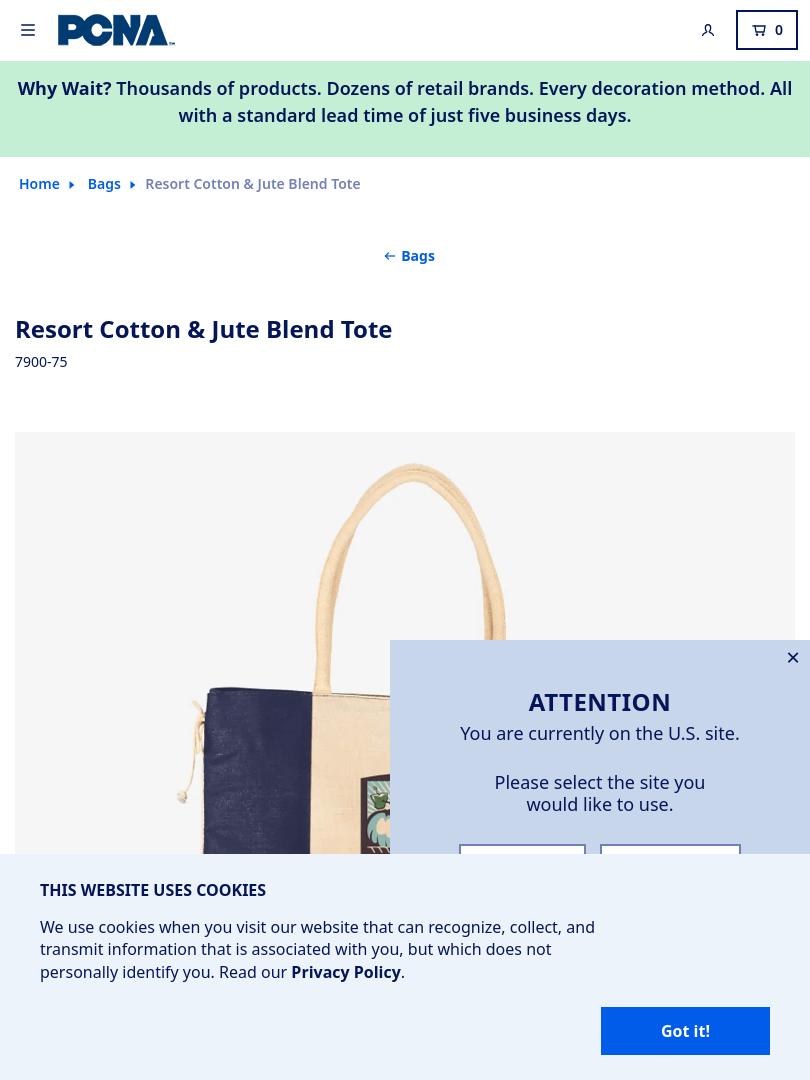 PCNA
0
Why Wait? Thousands of products. Dozens of retail brands. Every decoration method. All
with a standard lead time of just five business days.
Home
Bags
Resort Cotton & Jute Blend Tote
← Bags
Resort Cotton & Jute Blend Tote
7900-75
ATTENTION
You are currently on the U.S. site.
Please select the site you
would like to use.
THIS WEBSITE USES COOKIES
We use cookies when you visit our website that can recognize, collect, and
transmit information that is associated with you, but which does not
personally identify you. Read our Privacy Policy.
Got it!